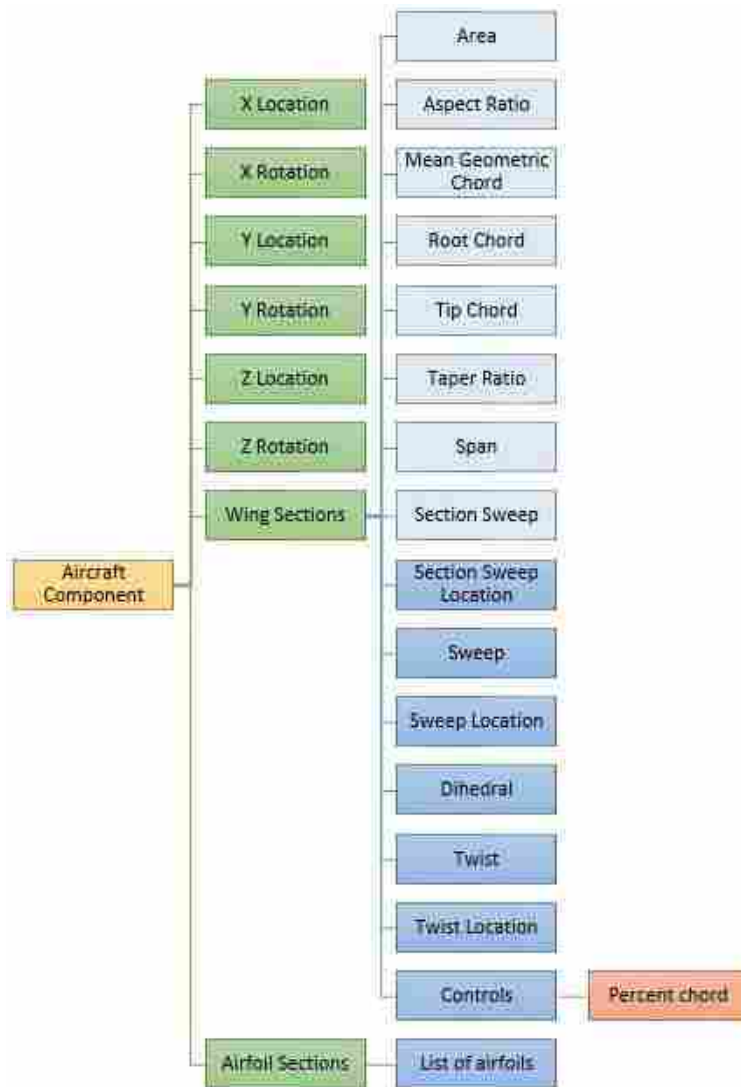 Area
X Location
Aspect Ratio
X Rotation
Mean Geometric
Chord
Y Location
Root Chord
Y Rotation
Tip Chord
Z Location
Taper Ratio
Z Rotation
Span
Wing Sections
Section Sweep
Aircraft
Component
Section Sweep
Location
Sweep
Sweep Location
Dihedral
Twist
Twist Location
Controls
Percent chord
Airfoil Sections
List of airfoils